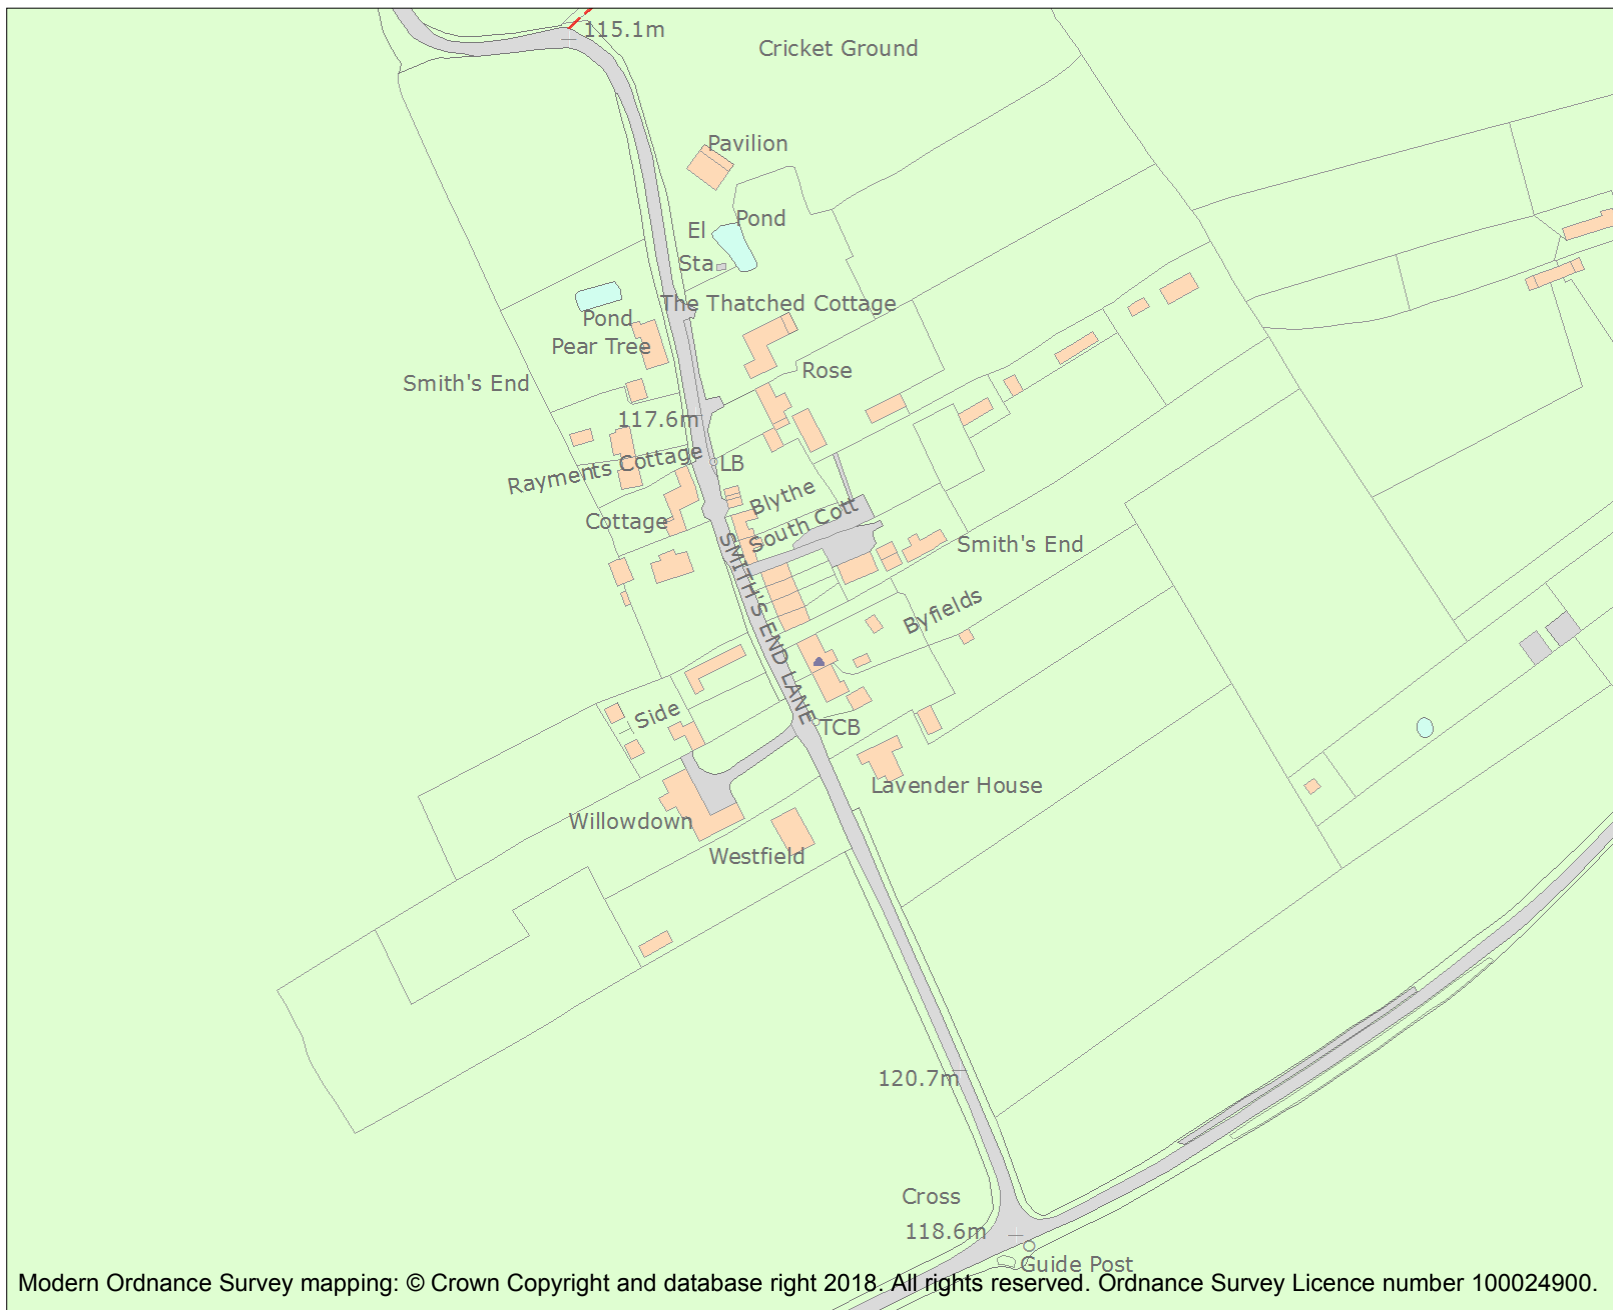 115.1m
Cricket Ground
Pavilion
Pond
El
Sta
The Thatched Cottage
Pond
Pear Tree
Rose
Smith's End
117.6m
Rayments Cottage
LB
Blythe
South Cott
Cottage
Smith's End
SMITH'S END LANE
Byfields
Side
TCB
Lavender House
Willowdown
Westfield
120.7m
Cross
118.6m
Guide Post
Modern Ordnance Survey mapping: © Crown Copyright and database right 2018. All rights reserved. Ordnance Survey Licence number 100024900.